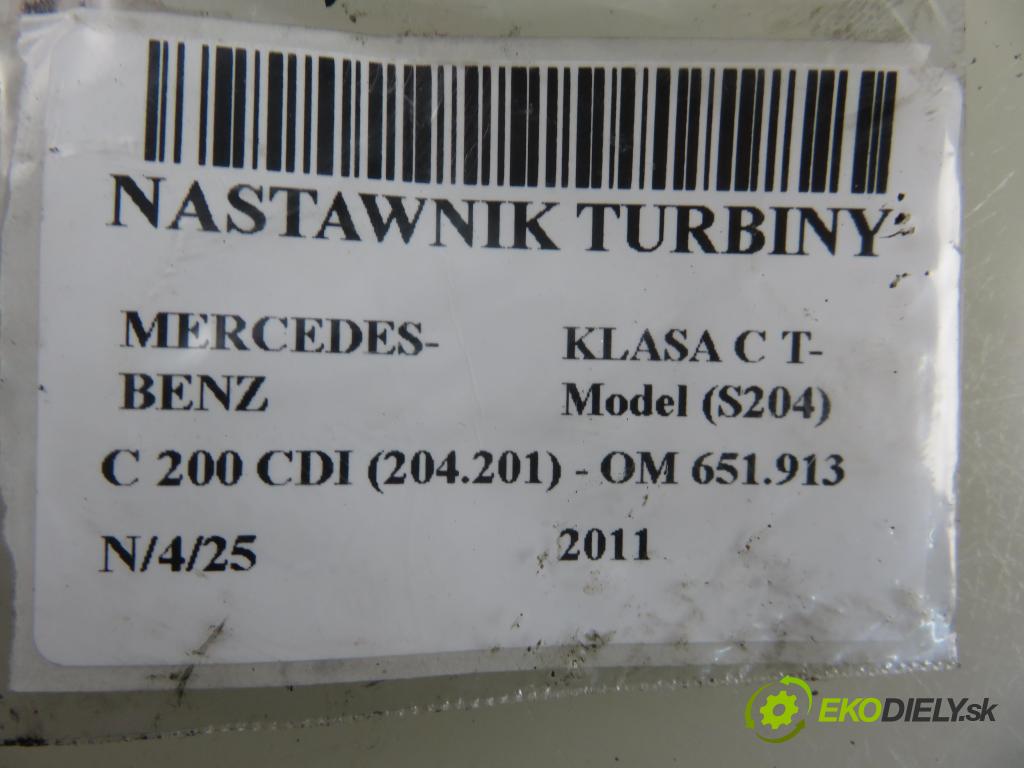 NASTAWNIK TURBINY
MERCEDES-
BENZ
KLASA C T-
Model (S204)
C 200 CDI (204.201) - OM 651.913
N/4/25
2011
EKODIELY.sk